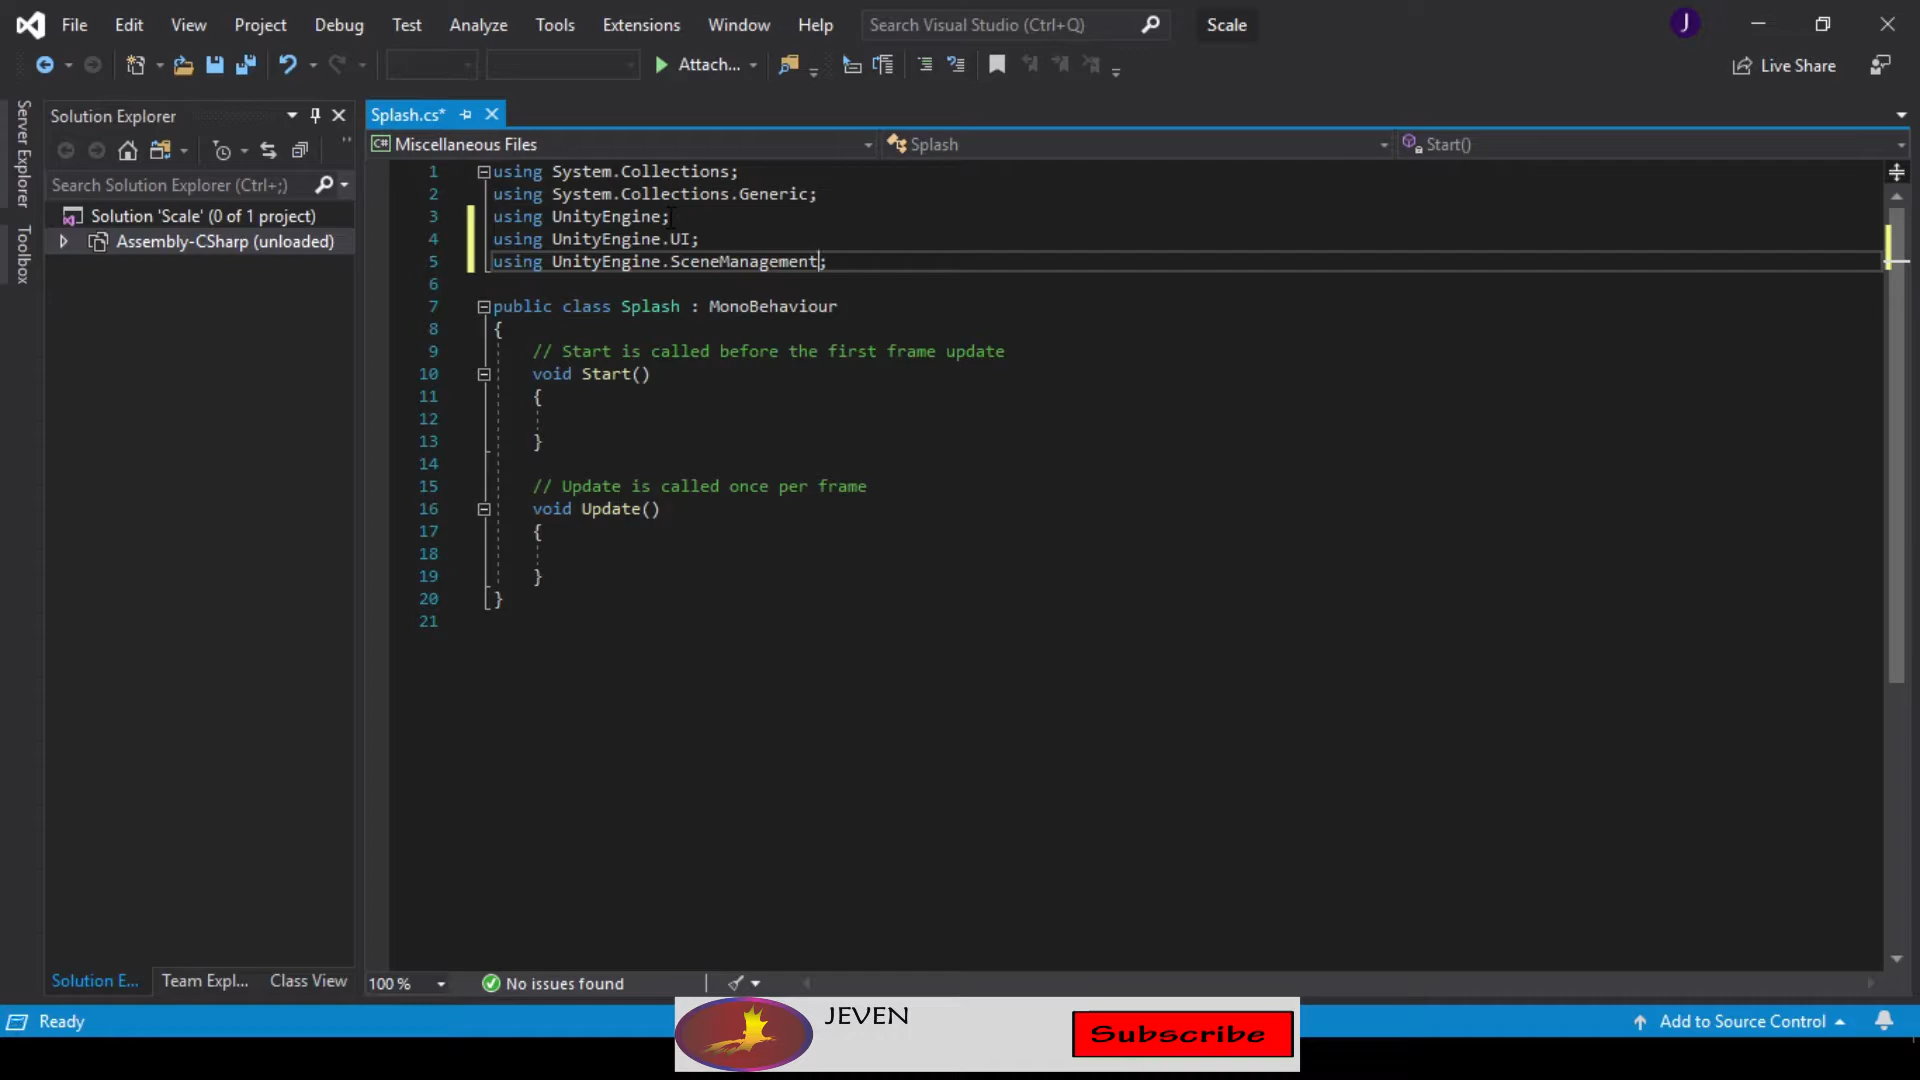 File Edit View Project Debug Test Analyze Tools Extensions Window Help Search Visual Studio (Ctrl+Q) Scale J
Attach... Live Share
Server Explorer
Toolbox
Solution Explorer
Search Solution Explorer (Ctrl+;)
Solution 'Scale' (0 of 1 project)
Assembly-CSharp (unloaded)
Splash.cs*
C# Miscellaneous Files Splash Start()
1 using System.Collections;
2 using System.Collections.Generic;
3 using UnityEngine;
4 using UnityEngine.UI;
5 using UnityEngine.SceneManagement;
6
7 public class Splash : MonoBehaviour
8 {
9 // Start is called before the first frame update
10 void Start()
11 {
12
13 }
14
15 // Update is called once per frame
16 void Update()
17 {
18
19 }
20 }
21
Solution E... Team Expl... Class View 100 % No issues found
Ready Add to Source Control
JEVEN
Subscribe